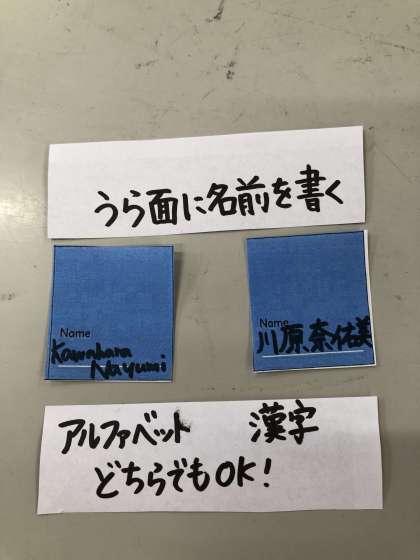 うら面に名前を書く
Name
Kawahara
Nayumi
Name
川原奈佑美
アルファベット 漢字
どちらでもOK!